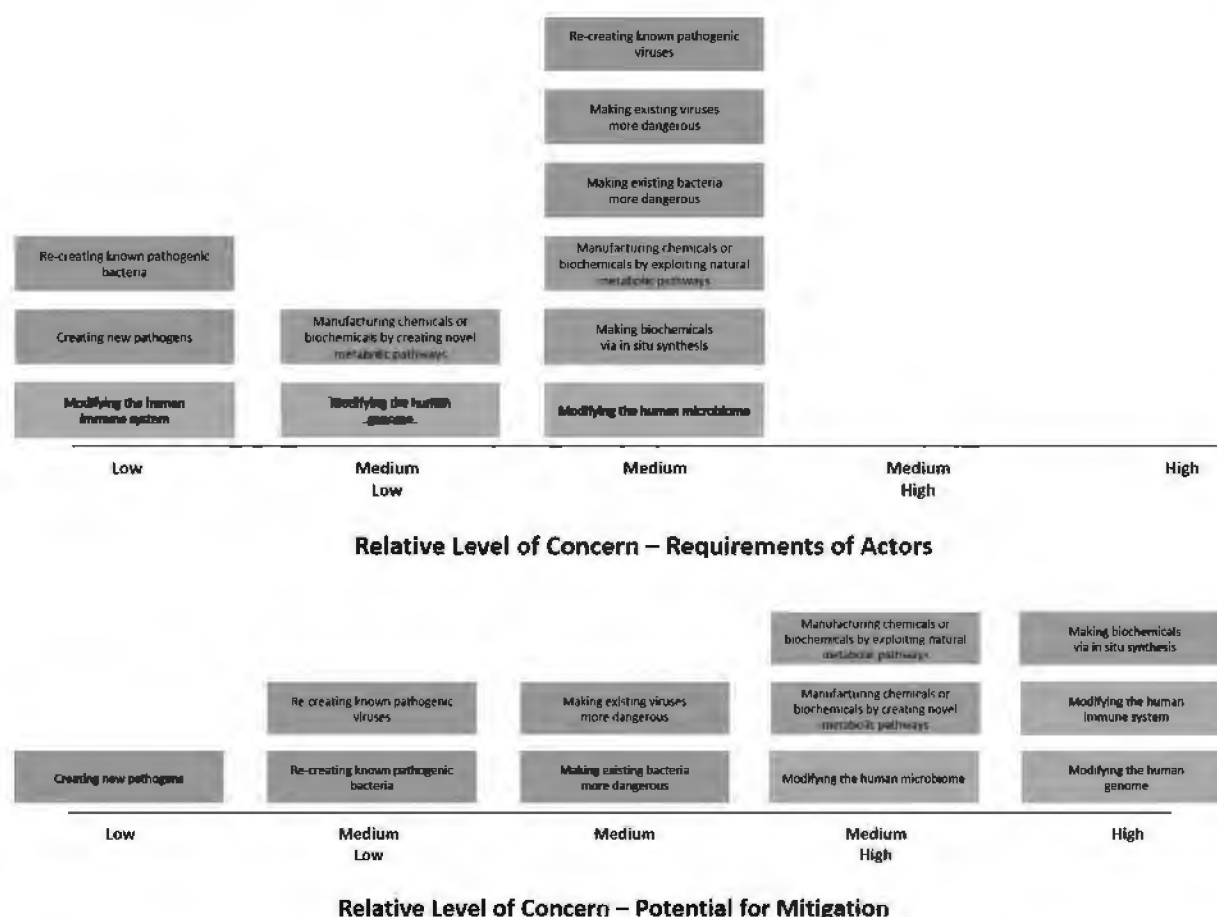 Re-creating known pathogenic
viruses
Making existing viruses
more dangerous
Making existing bacteria
more dangerous
Re-creating known pathogenic
bacteria
Manufacturing chemicals or
biochemicals by exploiting natural
metabolic pathways
Creating new pathogens
Manufacturing chemicals or
biochemicals by creating novel
metabolic pathways
Making biochemicals
via in situ synthesis
Modifying the human
immune system
Modifying the human
genome
Modifying the human microbiome
Low
Medium
Low
Medium
Medium
High
High
Relative Level of Concern – Requirements of Actors
Manufacturing chemicals or
biochemicals by exploiting natural
metabolic pathways
Making biochemicals
via in situ synthesis
Re-creating known pathogenic
viruses
Making existing viruses
more dangerous
Manufacturing chemicals or
biochemicals by creating novel
metabolic pathways
Modifying the human
immune system
Creating new pathogens
Re-creating known pathogenic
bacteria
Making existing bacteria
more dangerous
Modifying the human microbiome
Modifying the human
genome
Low
Medium
Low
Medium
Medium
High
High
Relative Level of Concern – Potential for Mitigation